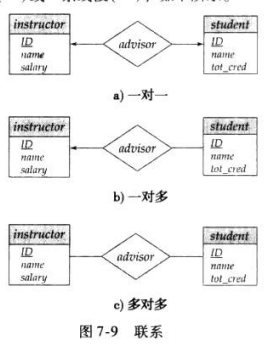 instructor
ID
name
salary
advisor
student
ID
name
tot_cred
a) 一对一
instructor
ID
name
salary
advisor
student
ID
name
tot_cred
b) 一对多
instructor
ID
name
salary
advisor
student
ID
name
tot_cred
c) 多对多
图 7-9 联系